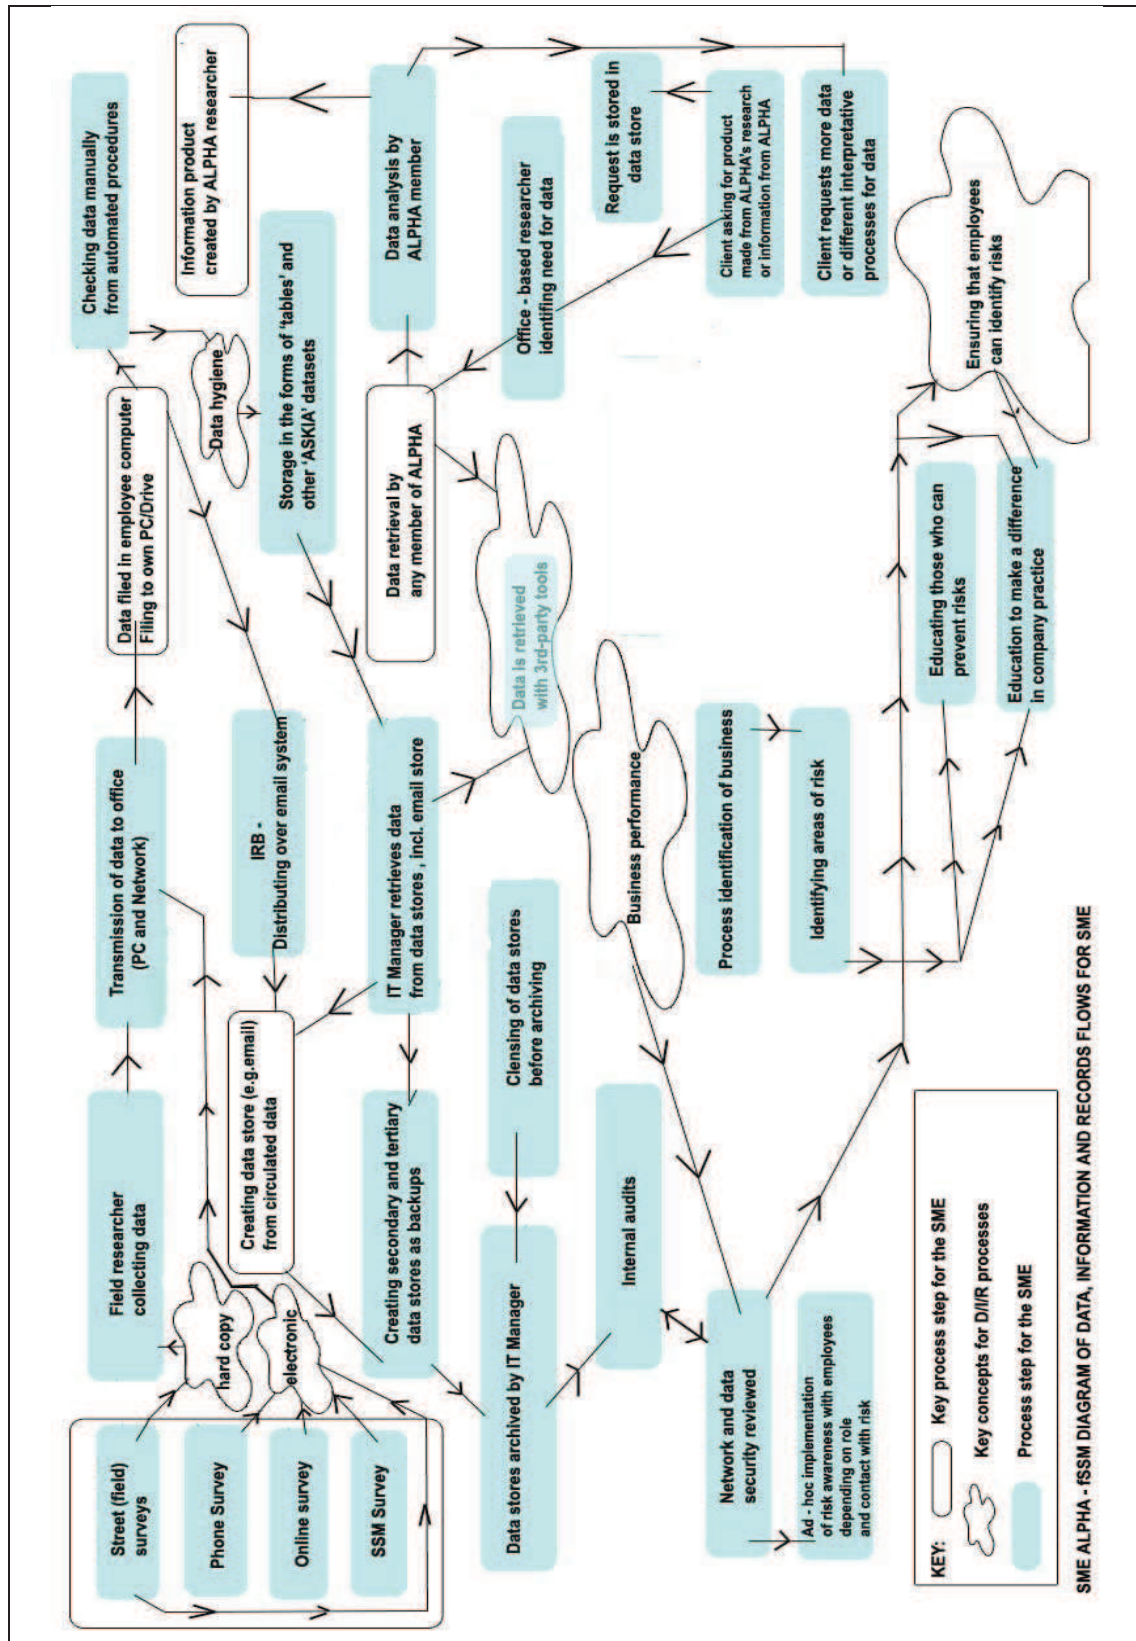 Street (field)
surveys
Phone Survey
Online survey
SSM Survey
hard copy
electronic
Field researcher
collecting data
Transmission of data to office
(PC and Network)
Data filed in employee computer
Filing to own PC/Drive
Checking data manually
from automated procedures
Data hygiene
Information product
created by ALPHA researcher
Creating data store (e.g.email)
from circulated data
IRB -
Distributing over email system
Storage in the forms of 'tables' and
other 'ASKIA' datasets
Creating secondary and tertiary
data stores as backups
IT Manager retrieves data
from data stores , incl. email store
Data retrieval by
any member of ALPHA
Data analysis by
ALPHA member
Data stores archived by IT Manager
Clensing of data stores
before archiving
Data is retrieved
with 3rd-party tools
Office - based researcher
identifing need for data
Request is stored in
data store
Internal audits
Business performance
Client asking for product
made from ALPHA's research
or information from ALPHA
Network and data
security reviewed
Process identification of business
Client requests more data
or different interpretative
processes for data
Ad - hoc implementation
of risk awareness with employees
depending on role
and contact with risk
Identifying areas of risk
Educating those who can
prevent risks
Ensuring that employees
can identify risks
Education to make a difference
in company practice
KEY:
Key process step for the SME
Key concepts for D/I/R processes
Process step for the SME
SME ALPHA - fSSM DIAGRAM OF DATA, INFORMATION AND RECORDS FLOWS FOR SME